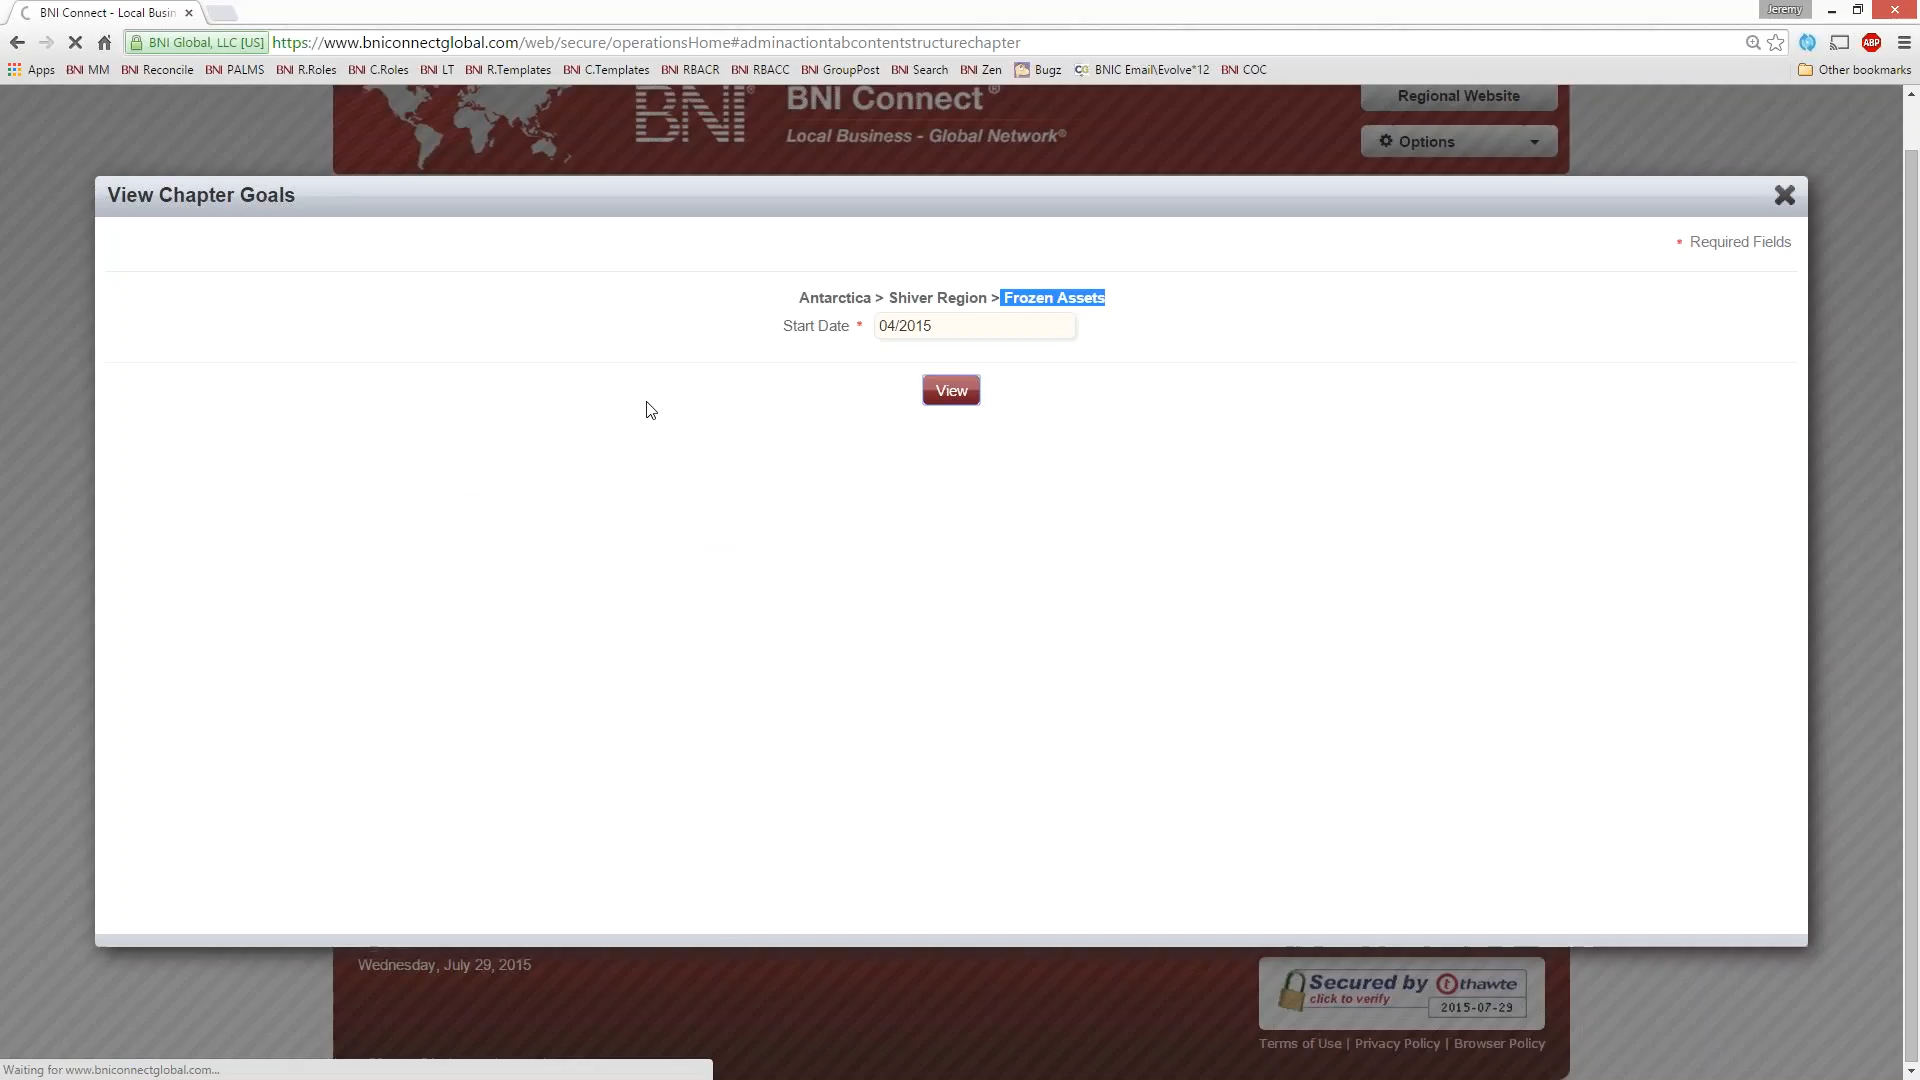 BNI Connect - Local Busin
Jeremy
BNI Global, LLC [US]
https://www.bniconnectglobal.com/web/secure/operationsHome#adminactiontabcontentstructurechapter
ABP
Apps
BNI MM
BNI Reconcile
BNI PALMS
BNI R.Roles
BNI C.Roles
BNI LT
BNI R.Templates
BNI C.Templates
BNI RBACR
BNI RBACC
BNI GroupPost
BNI Search
BNI Zen
Bugz
CG BNIC Email\Evolve*12
BNI COC
Other bookmarks
BNI®
BNI Connect®
Local Business - Global Network®
Regional Website
Options
View Chapter Goals
* Required Fields
Antarctica > Shiver Region > Frozen Assets
Start Date * 04/2015
View
Wednesday, July 29, 2015
Secured by thawte
click to verify
2015-07-29
Terms of Use | Privacy Policy | Browser Policy
Waiting for www.bniconnectglobal.com...